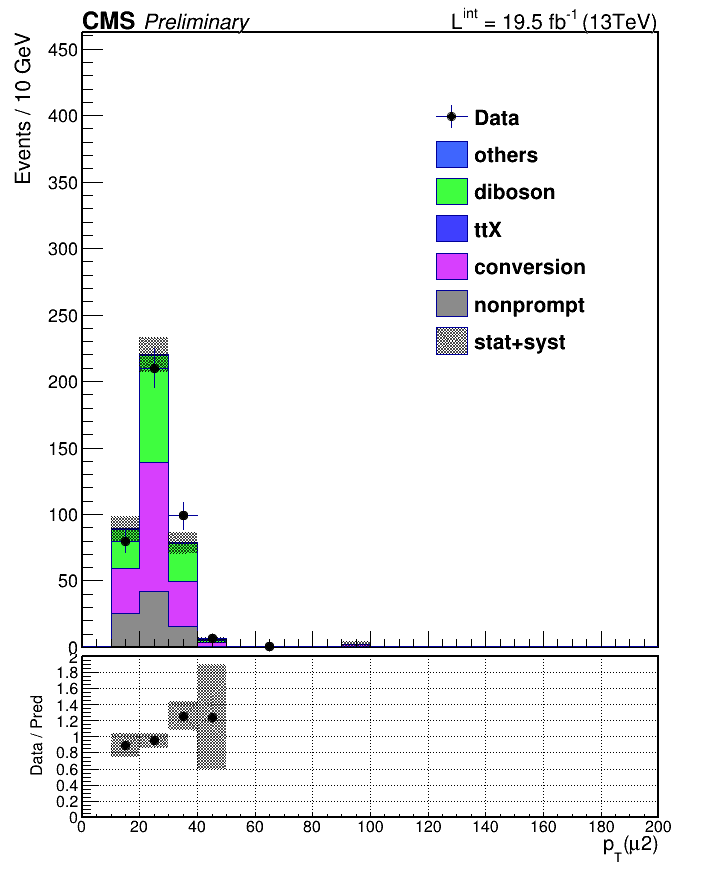 CMS Preliminary L^int = 19.5 fb^-1 (13TeV)
Events / 10 GeV
450
400
350
300
250
200
150
100
50
0
Data
others
diboson
ttX
conversion
nonprompt
stat+syst
Data / Pred
2
1.8
1.6
1.4
1.2
1
0.8
0.6
0.4
0.2
0
0 20 40 60 80 100 120 140 160 180 200
p_T(μ2)